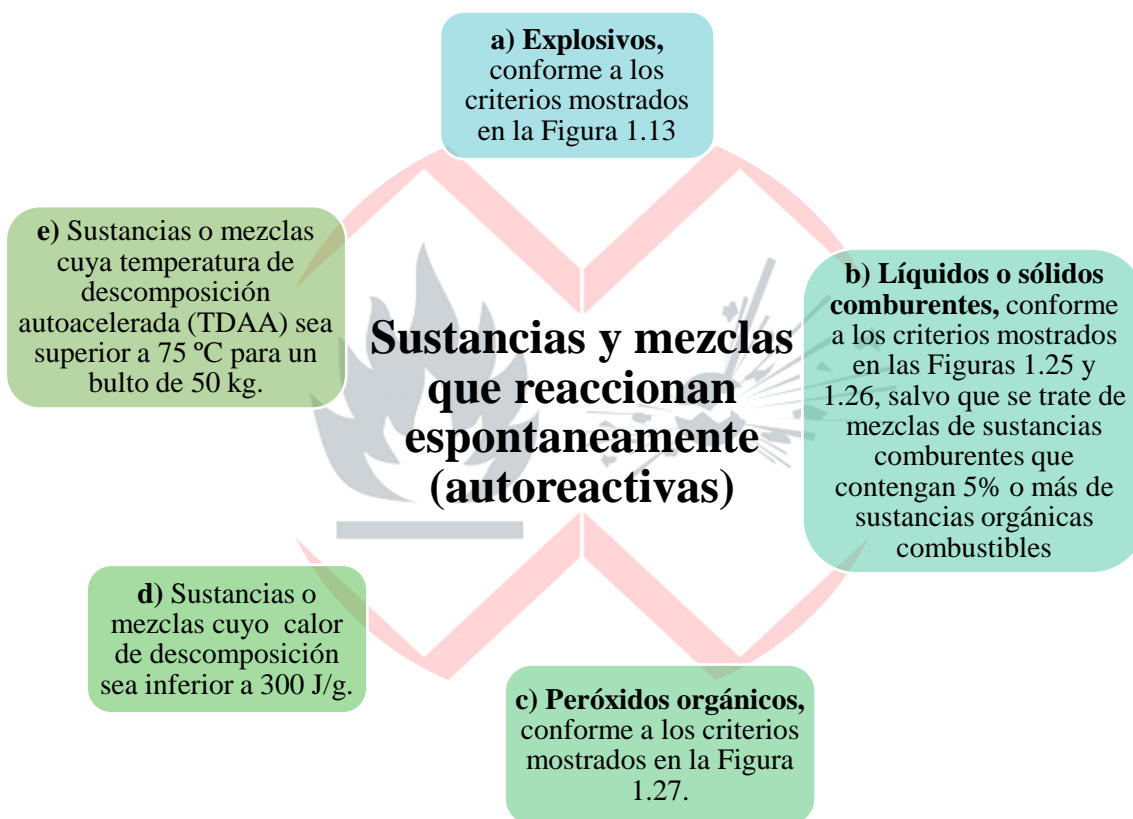 a) Explosivos,
conforme a los
criterios mostrados
en la Figura 1.13
b) Líquidos o sólidos
comburentes, conforme
a los criterios mostrados
en las Figuras 1.25 y
1.26, salvo que se trate de
mezclas de sustancias
comburentes que
contengan 5% o más de
sustancias orgánicas
combustibles
c) Peróxidos orgánicos,
conforme a los criterios
mostrados en la Figura
1.27.
d) Sustancias o
mezclas cuyo calor
de descomposición
sea inferior a 300 J/g.
e) Sustancias o mezclas
cuya temperatura de
descomposición
autoacelerada (TDAA) sea
superior a 75 ºC para un
bulto de 50 kg.
Sustancias y mezclas
que reaccionan
espontaneamente
(autoreactivas)